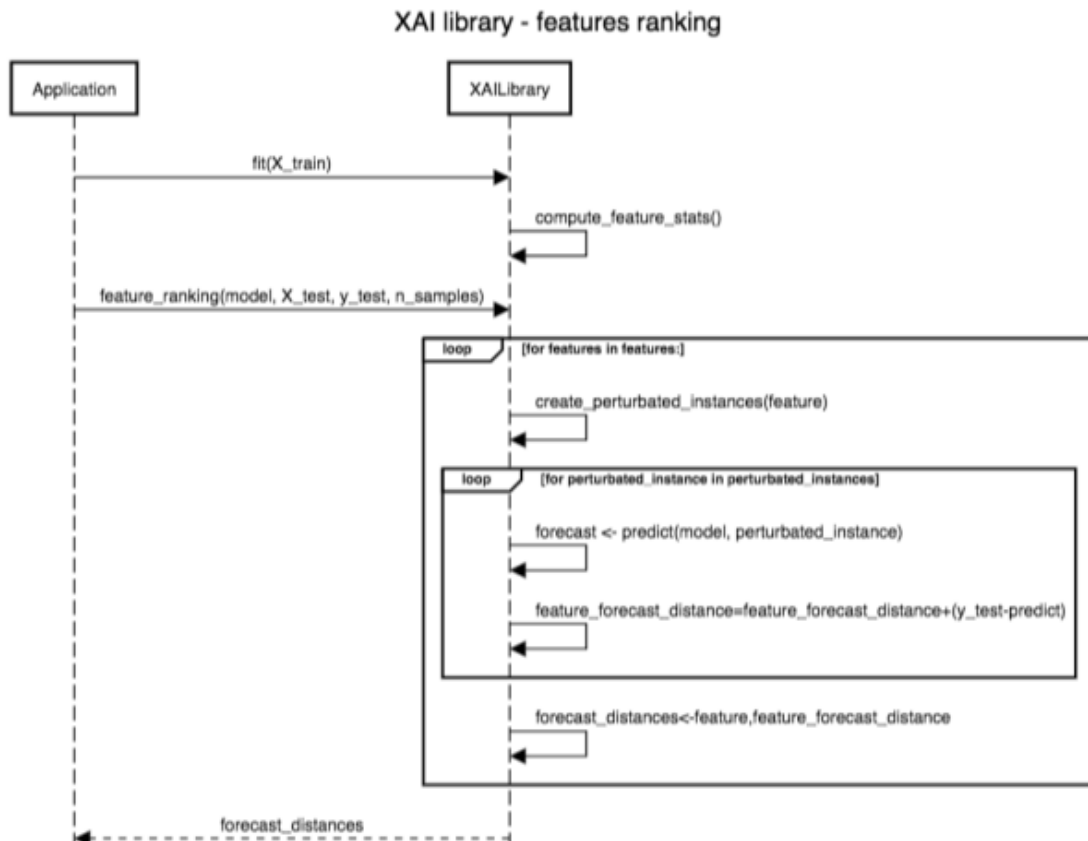 XAI library - features ranking
Application
XAILibrary
fit(X_train)
compute_feature_stats()
feature_ranking(model, X_test, y_test, n_samples)
loop
[for features in features:]
create_perturbated_instances(feature)
loop
[for perturbated_instance in perturbated_instances]
forecast <- predict(model, perturbated_instance)
feature_forecast_distance=feature_forecast_distance+(y_test-predict)
forecast_distances<-feature,feature_forecast_distance
forecast_distances